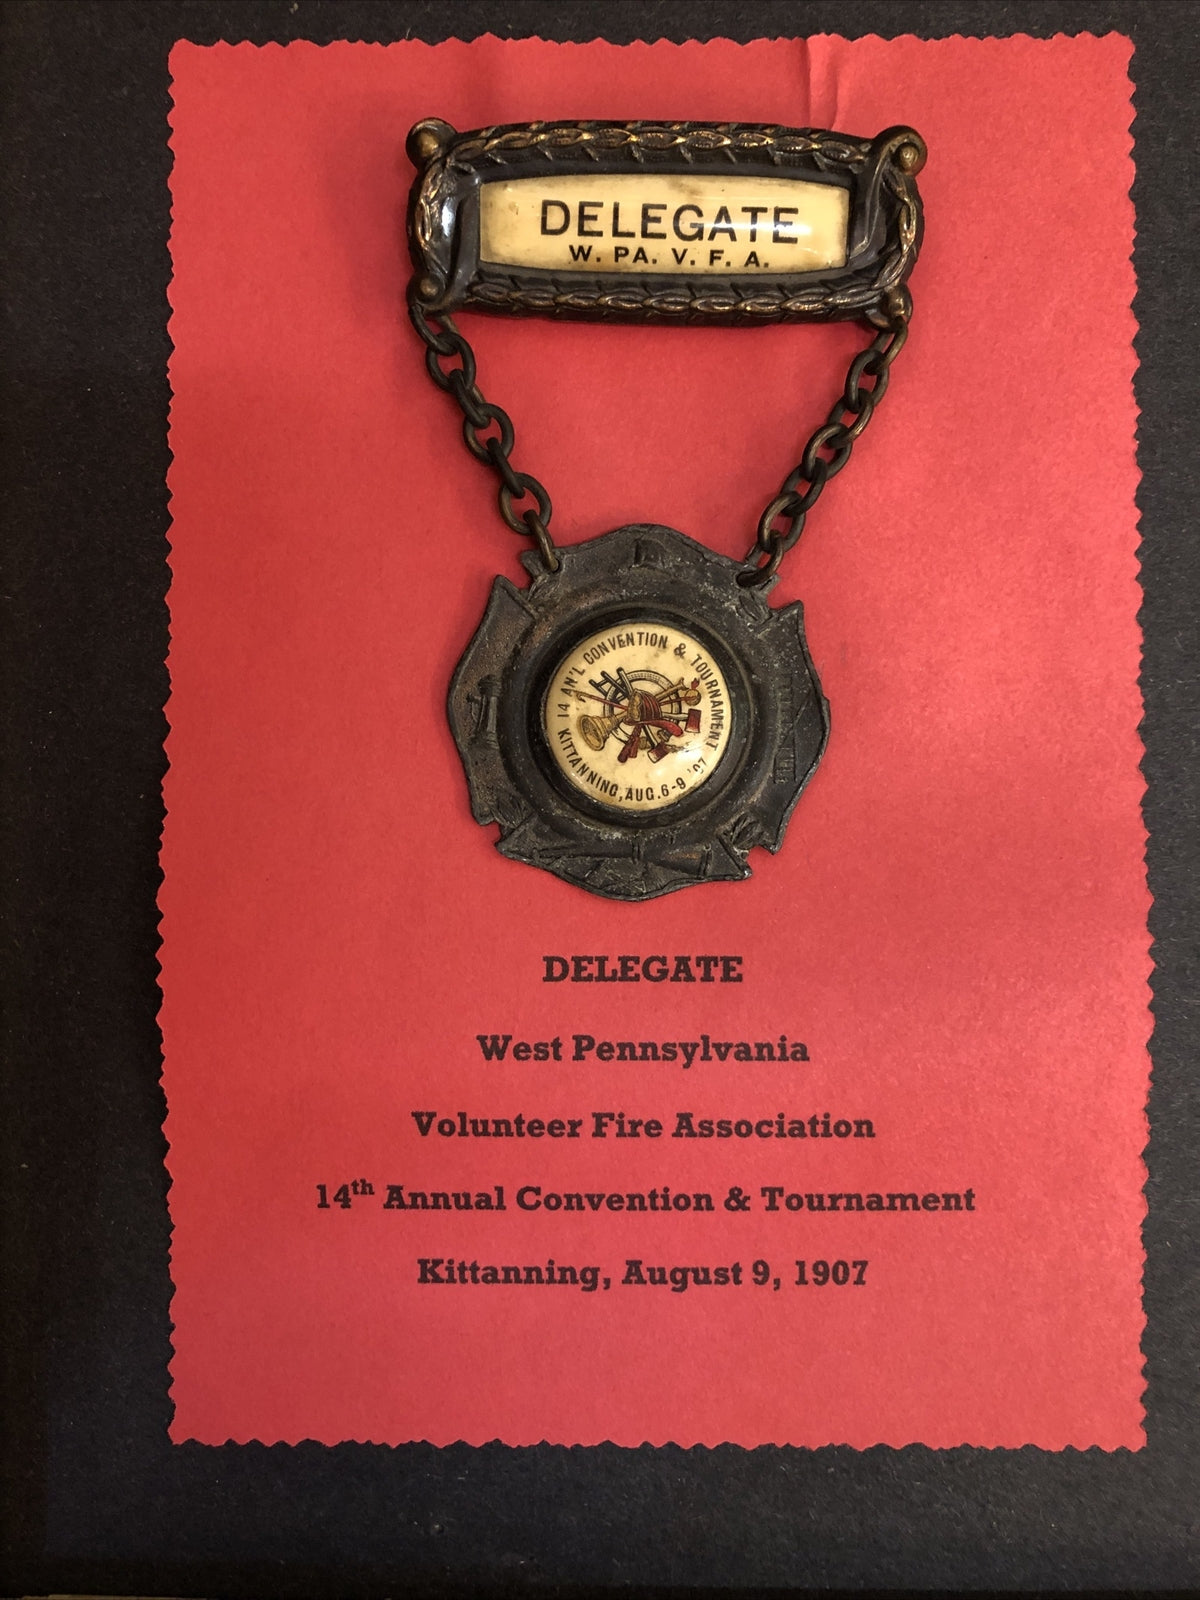 DELEGATE
W. PA. V. F. A.
14 AN'L CONVENTION & TOURNAMENT
KITTANNING, AUG. 6-9 '07
DELEGATE
West Pennsylvania
Volunteer Fire Association
14th Annual Convention & Tournament
Kittanning, August 9, 1907